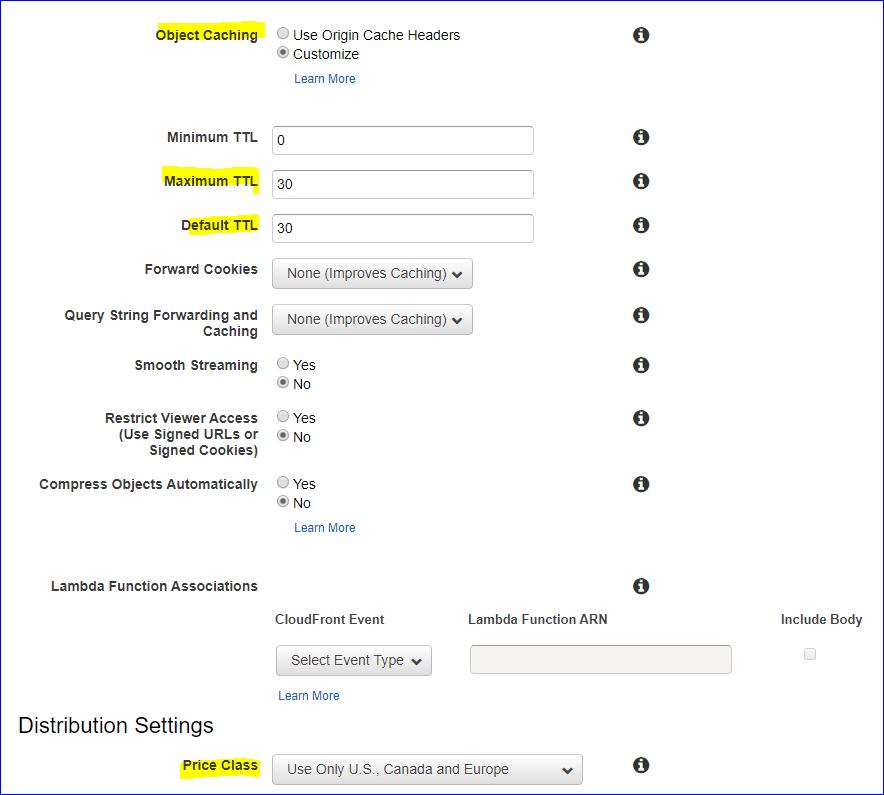 Object Caching
Use Origin Cache Headers
Customize
Learn More
Minimum TTL
0
Maximum TTL
30
Default TTL
30
Forward Cookies
None (Improves Caching)
Query String Forwarding and
Caching
None (Improves Caching)
Smooth Streaming
Yes
No
Restrict Viewer Access
(Use Signed URLs or
Signed Cookies)
Yes
No
Compress Objects Automatically
Yes
No
Learn More
Lambda Function Associations
CloudFront Event
Lambda Function ARN
Include Body
Select Event Type
Learn More
Distribution Settings
Price Class
Use Only U.S., Canada and Europe